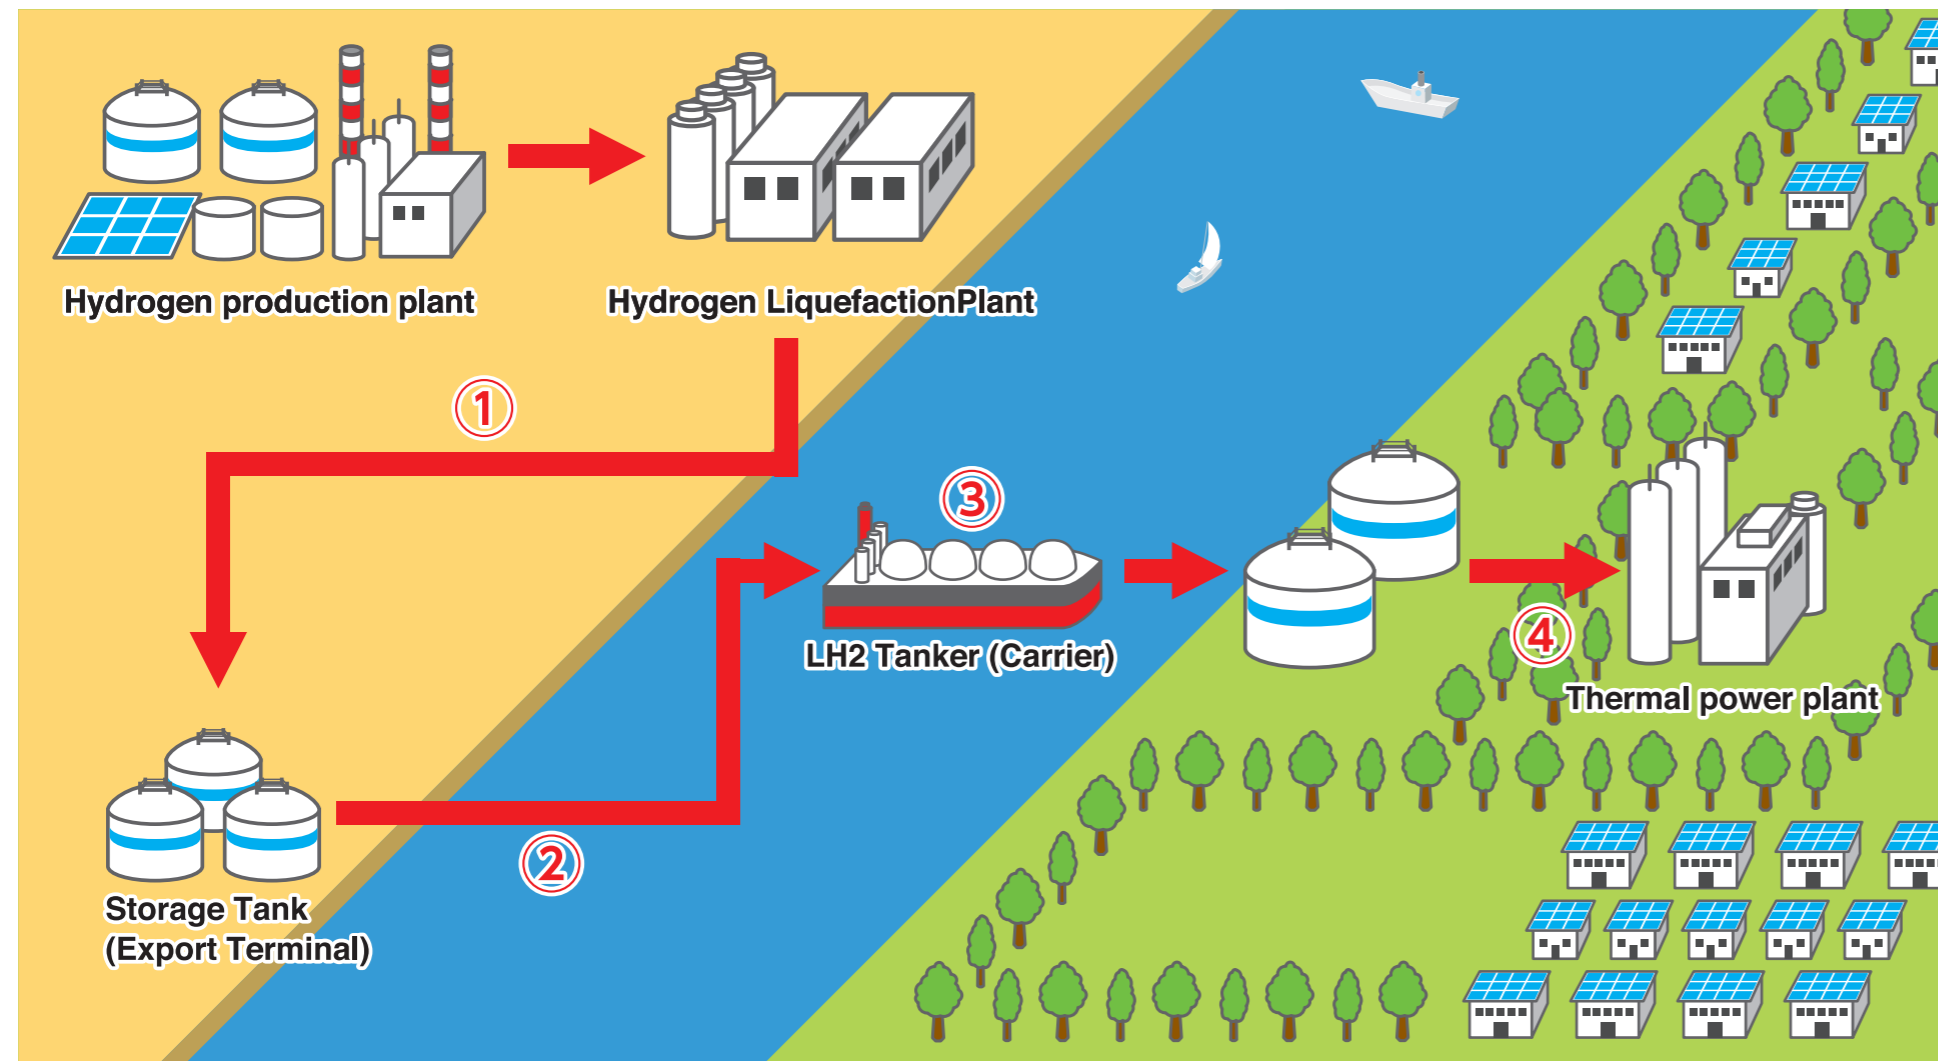 Hydrogen production plant
Hydrogen LiquefactionPlant
①
③
LH2 Tanker (Carrier)
④
Thermal power plant
②
Storage Tank
(Export Terminal)